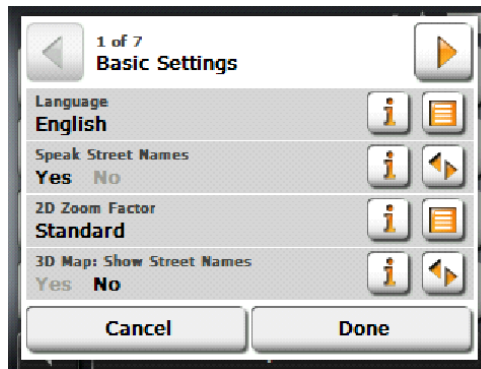 1 of 7
Basic Settings
Language
English
Speak Street Names
Yes No
2D Zoom Factor
Standard
3D Map: Show Street Names
Yes No
Cancel Done